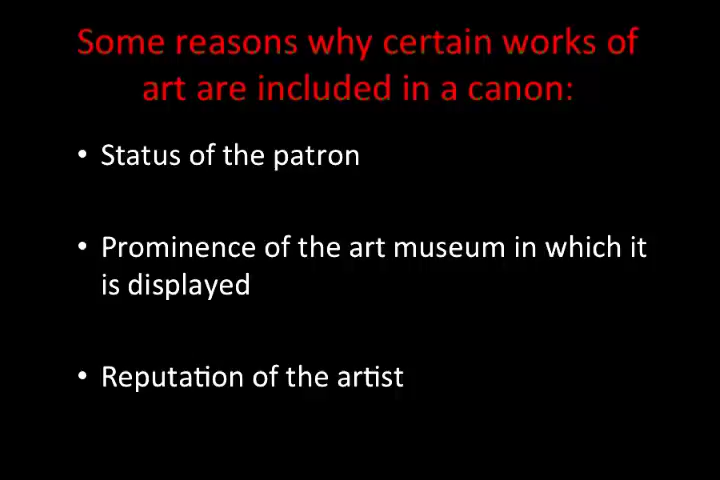 Some reasons why certain works of
art are included in a canon:
• Status of the patron
• Prominence of the art museum in which it
is displayed
• Reputation of the artist